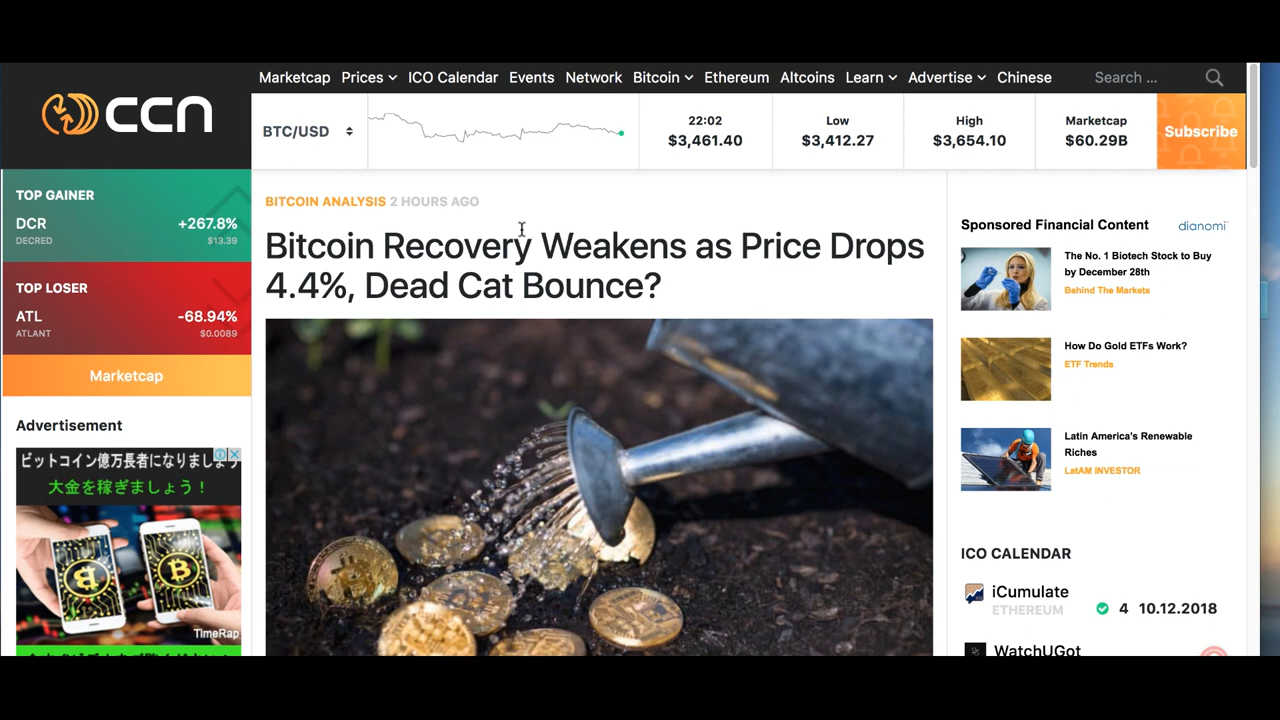 CCN
Marketcap Prices ICO Calendar Events Network Bitcoin Ethereum Altcoins Learn Advertise Chinese Search ...
BTC/USD
22:02
$3,461.40
Low
$3,412.27
High
$3,654.10
Marketcap
$60.29B
Subscribe
TOP GAINER
DCR +267.8%
DECRED $13.39
TOP LOSER
ATL -68.94%
ATLANT $0.0089
Marketcap
Advertisement
ビットコイン億万長者になりましょう
大金を稼ぎましょう！
TimeRap
BITCOIN ANALYSIS 2 HOURS AGO
Bitcoin Recovery Weakens as Price Drops
4.4%, Dead Cat Bounce?
Sponsored Financial Content dianomi
The No. 1 Biotech Stock to Buy
by December 28th
Behind The Markets
How Do Gold ETFs Work?
ETF Trends
Latin America's Renewable
Riches
LatAM INVESTOR
ICO CALENDAR
iCumulate
ETHEREUM
4 10.12.2018
WatchUGot